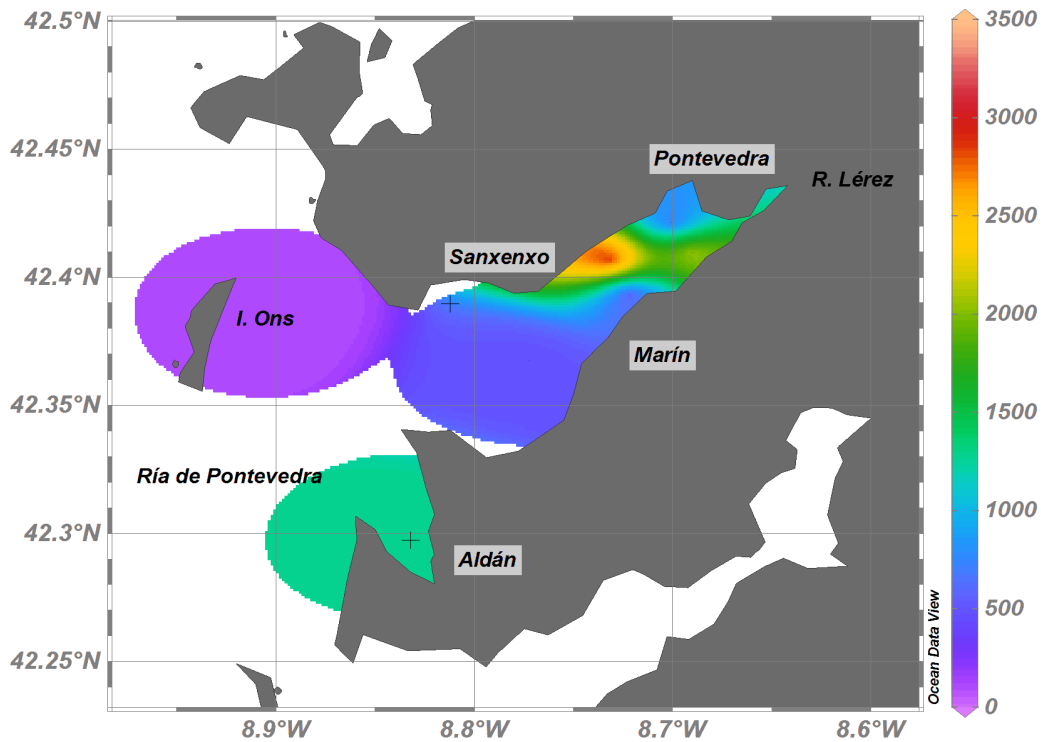 42.5°N
42.45°N
42.4°N
42.35°N
42.3°N
42.25°N
8.9°W
8.8°W
8.7°W
8.6°W
Pontevedra
R. Lérez
Sanxenxo
I. Ons
Marín
Ría de Pontevedra
Aldán
Ocean Data View
3500
3000
2500
2000
1500
1000
500
0